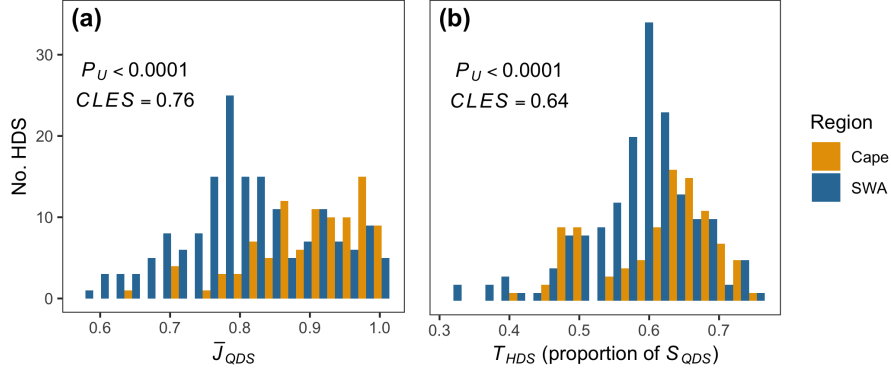 (a)
P_U < 0.0001
CLES = 0.76
No. HDS
30
20
10
0
0.6 0.7 0.8 0.9 1.0
J̅_QDS
(b)
P_U < 0.0001
CLES = 0.64
0.3 0.4 0.5 0.6 0.7
T_HDS (proportion of S_QDS)
Region
Cape
SWA